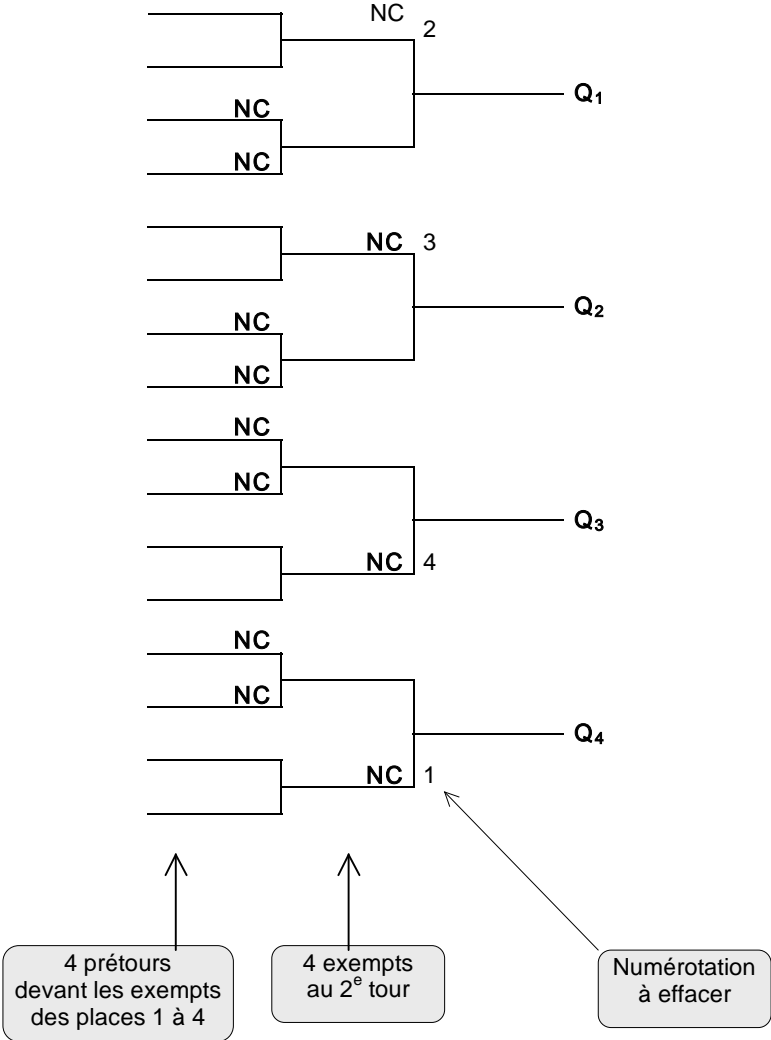 NC
2
Q₁
NC
NC
NC 3
Q₂
NC
NC
NC
NC
Q₃
NC 4
NC
NC
Q₄
NC 1
4 prétours
devant les exempts
des places 1 à 4
4 exempts
au 2ᵉ tour
Numérotation
à effacer